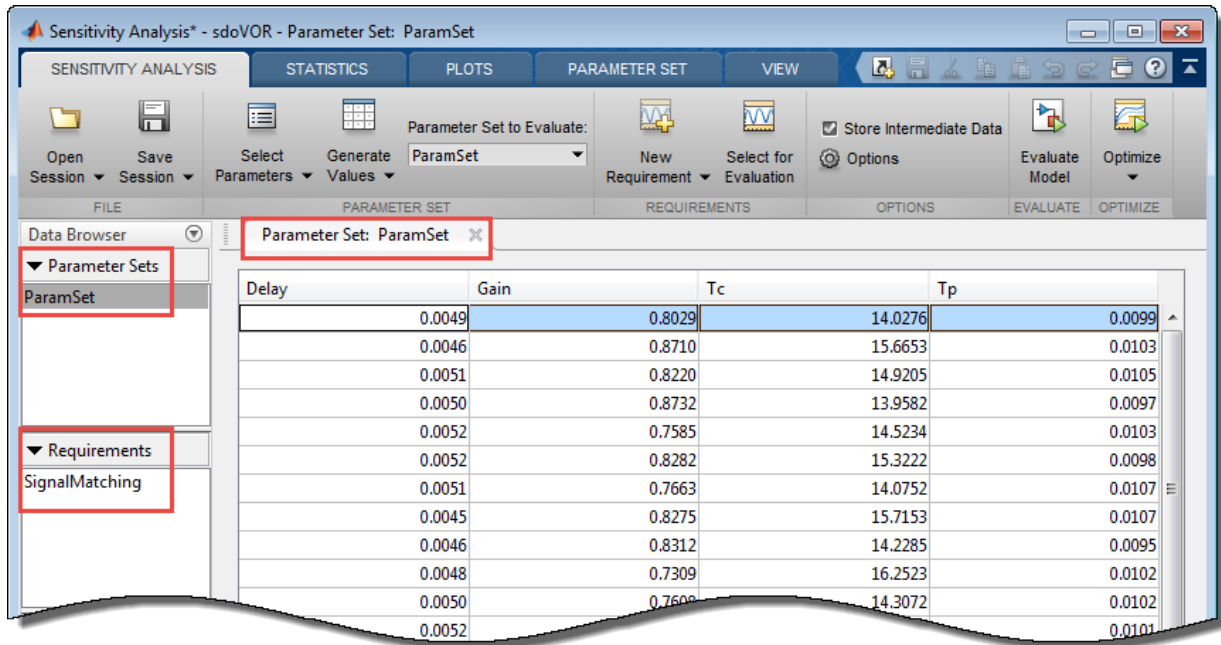 Sensitivity Analysis* - sdoVOR - Parameter Set: ParamSet
SENSITIVITY ANALYSIS STATISTICS PLOTS PARAMETER SET VIEW
Open Session
Save Session
Select Parameters
Generate Values
Parameter Set to Evaluate:
ParamSet
New Requirement
Select for Evaluation
Store Intermediate Data
Options
Evaluate Model
Optimize
FILE PARAMETER SET REQUIREMENTS OPTIONS EVALUATE OPTIMIZE
Data Browser
Parameter Sets
ParamSet
Requirements
SignalMatching
Parameter Set: ParamSet
Delay Gain Tc Tp
0.0049 0.8029 14.0276 0.0099
0.0046 0.8710 15.6653 0.0103
0.0051 0.8220 14.9205 0.0105
0.0050 0.8732 13.9582 0.0097
0.0052 0.7585 14.5234 0.0103
0.0052 0.8282 15.3222 0.0098
0.0051 0.7663 14.0752 0.0107
0.0045 0.8275 15.7153 0.0107
0.0046 0.8312 14.2285 0.0095
0.0048 0.7309 16.2523 0.0102
0.0050 14.3072 0.0102
0.0052 0.0101